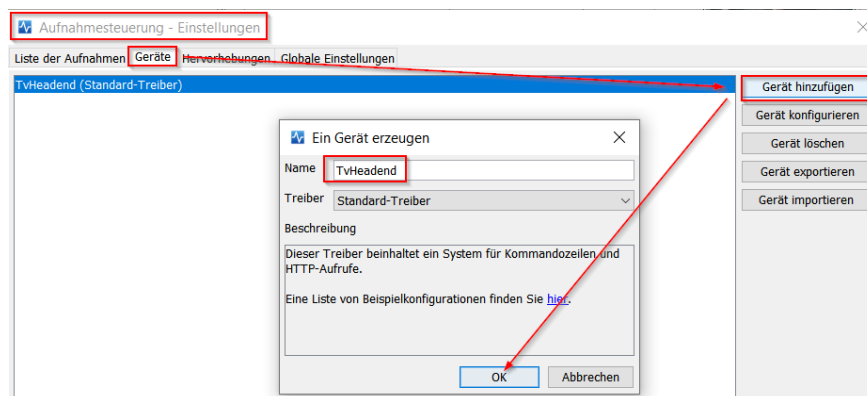 Aufnahmesteuerung - Einstellungen
Liste der Aufnahmen Geräte Hervorhebungen Globale Einstellungen
TvHeadend (Standard-Treiber)
Gerät hinzufügen
Gerät konfigurieren
Gerät löschen
Gerät exportieren
Gerät importieren
Ein Gerät erzeugen
Name TvHeadend
Treiber Standard-Treiber
Beschreibung
Dieser Treiber beinhaltet ein System für Kommandozeilen und
HTTP-Aufrufe.
Eine Liste von Beispielkonfigurationen finden Sie hier.
OK Abbrechen